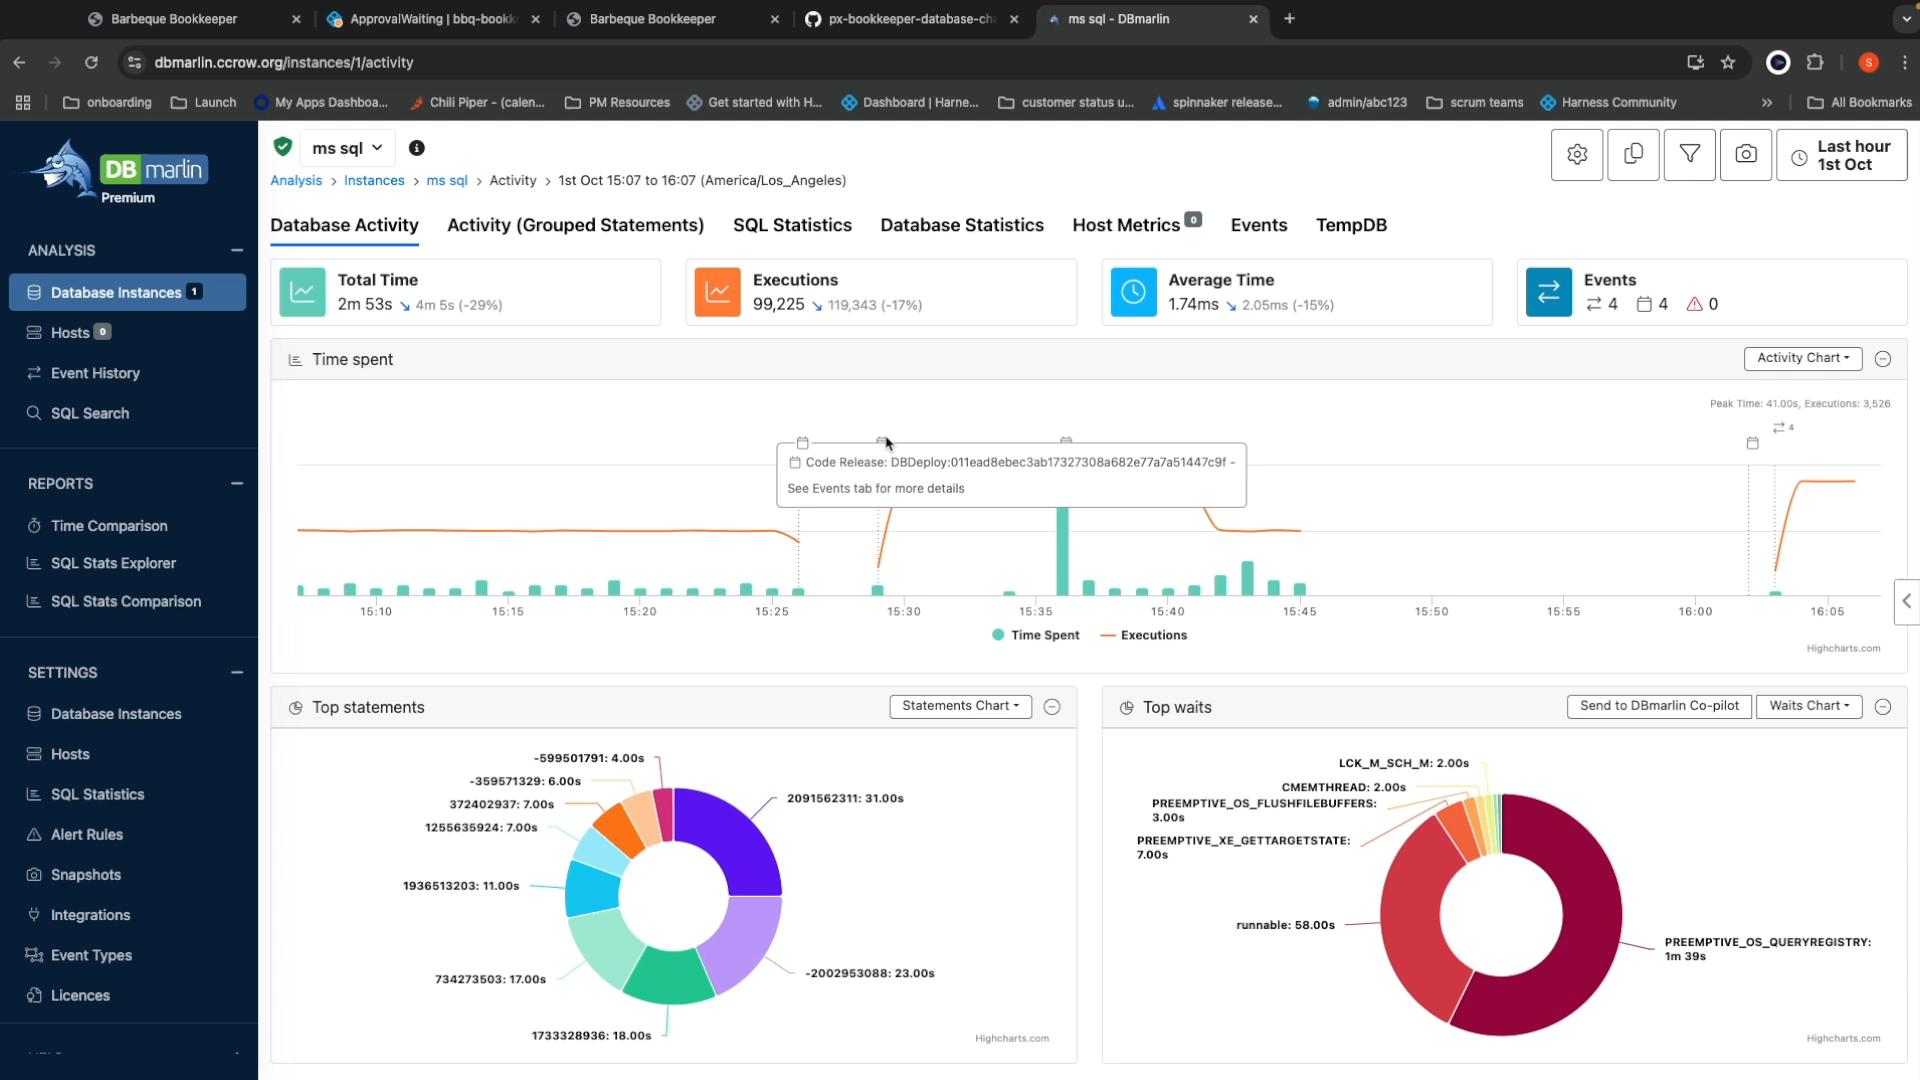 Barbeque Bookkeeper
ApprovalWaiting | bbq-bookk
Barbeque Bookkeeper
px-bookkeeper-database-cha
ms sql - DBmarlin
dbmarlin.ccrow.org/instances/1/activity
S
onboarding
Launch
My Apps Dashboa...
Chili Piper - (calen...
PM Resources
Get started with H...
Dashboard | Harne...
customer status u...
spinnaker release...
admin/abc123
scrum teams
Harness Community
»
All Bookmarks
DB marlin
Premium
ANALYSIS
Database Instances 1
Hosts 0
Event History
SQL Search
REPORTS
Time Comparison
SQL Stats Explorer
SQL Stats Comparison
SETTINGS
Database Instances
Hosts
SQL Statistics
Alert Rules
Snapshots
Integrations
Event Types
Licences
ms sql
Last hour
1st Oct
Analysis > Instances > ms sql > Activity > 1st Oct 15:07 to 16:07 (America/Los_Angeles)
Database Activity
Activity (Grouped Statements)
SQL Statistics
Database Statistics
Host Metrics 0
Events
TempDB
Total Time
2m 53s ↘ 4m 5s (-29%)
Executions
99,225 ↘ 119,343 (-17%)
Average Time
1.74ms ↘ 2.05ms (-15%)
Events
4 4 0
Time spent
Activity Chart
Peak Time: 41.00s, Executions: 3,526
4
Code Release: DBDeploy:011ead8ebec3ab17327308a682e77a7a51447c9f -
See Events tab for more details
15:10 15:15 15:20 15:25 15:30 15:35 15:40 15:45 15:50 15:55 16:00 16:05
Time Spent
Executions
Highcharts.com
Top statements
Statements Chart
-599501791: 4.00s
-359571329: 6.00s
372402937: 7.00s
1255635924: 7.00s
1936513203: 11.00s
734273503: 17.00s
1733328936: 18.00s
2091562311: 31.00s
-2002953088: 23.00s
Highcharts.com
Top waits
Send to DBmarlin Co-pilot
Waits Chart
LCK_M_SCH_M: 2.00s
CMEMTHREAD: 2.00s
PREEMPTIVE_OS_FLUSHFILEBUFFERS:
3.00s
PREEMPTIVE_XE_GETTARGETSTATE:
7.00s
runnable: 58.00s
PREEMPTIVE_OS_QUERYREGISTRY:
1m 39s
Highcharts.com